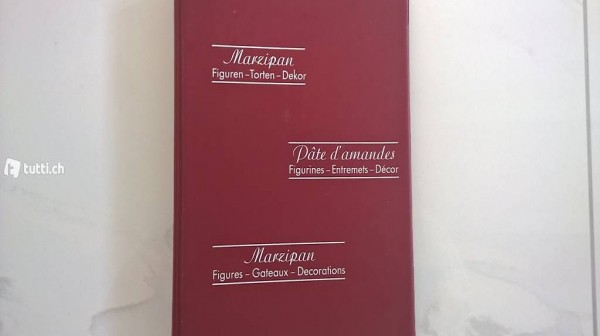 Marzipan
Figuren – Torten – Dekor
Pâte d'amandes
Figurines – Entremets – Décor
tutti.ch
Marzipan
Figures – Gateaux – Decorations